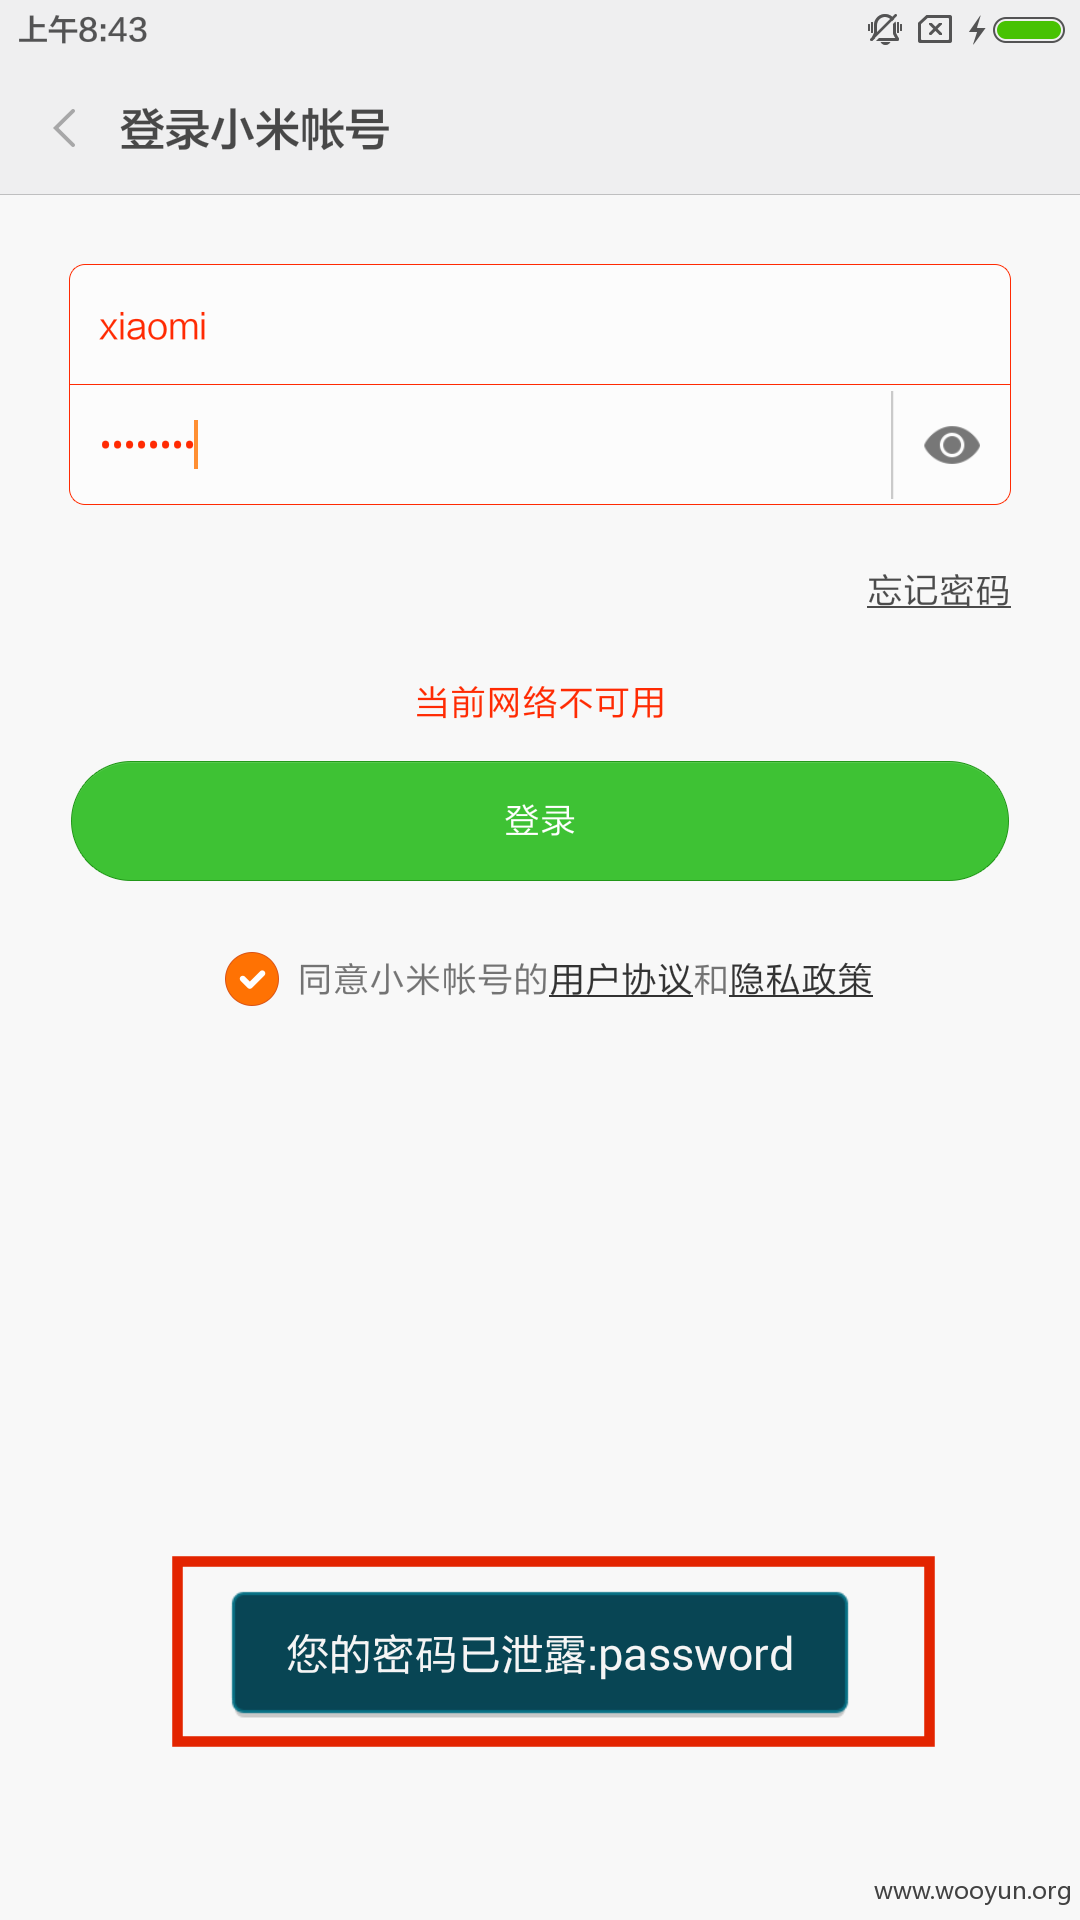 上午8:43
登录小米帐号
xiaomi
••••••••
忘记密码
当前网络不可用
登录
同意小米帐号的用户协议和隐私政策
您的密码已泄露:password
www.wooyun.org